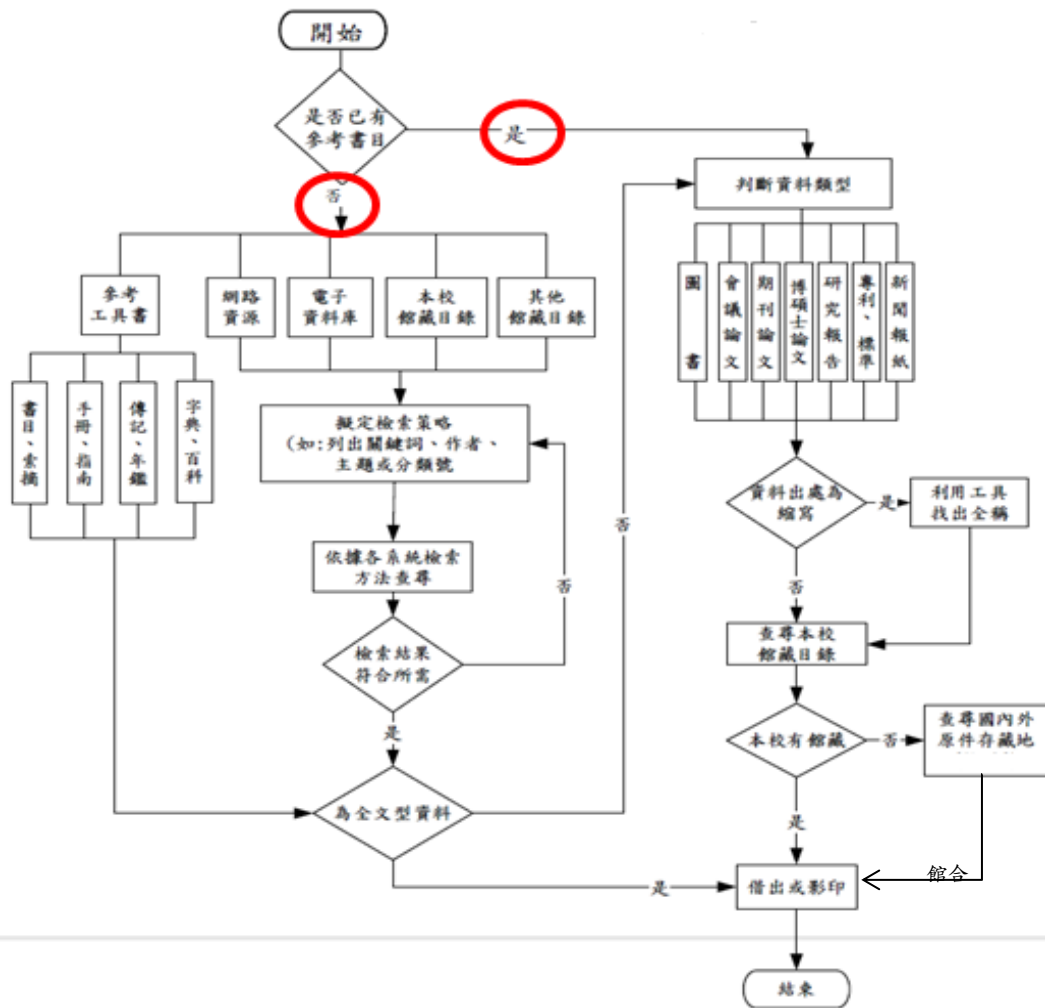 開始
是否已有
參考書目
是
否
判斷資料類型
參考
工具書
網路
資源
電子
資料庫
本校
館藏目錄
其他
館藏目錄
圖書
會議論文
期刊論文
博碩士論文
研究報告
專利、標準
新聞報紙
書目、索摘
手冊、指南
傳記、年鑑
字典、百科
擬定檢索策略
(如:列出關鍵詞、作者、
主題或分類號
依據各系統檢索
方法查尋
否
檢索結果
符合所需
是
為全文型資料
否
是
資料出處為
縮寫
是
利用工具
找出全稱
否
查尋本校
館藏目錄
本校有館藏
否
查尋國內外
原件存藏地
是
館合
借出或影印
結束